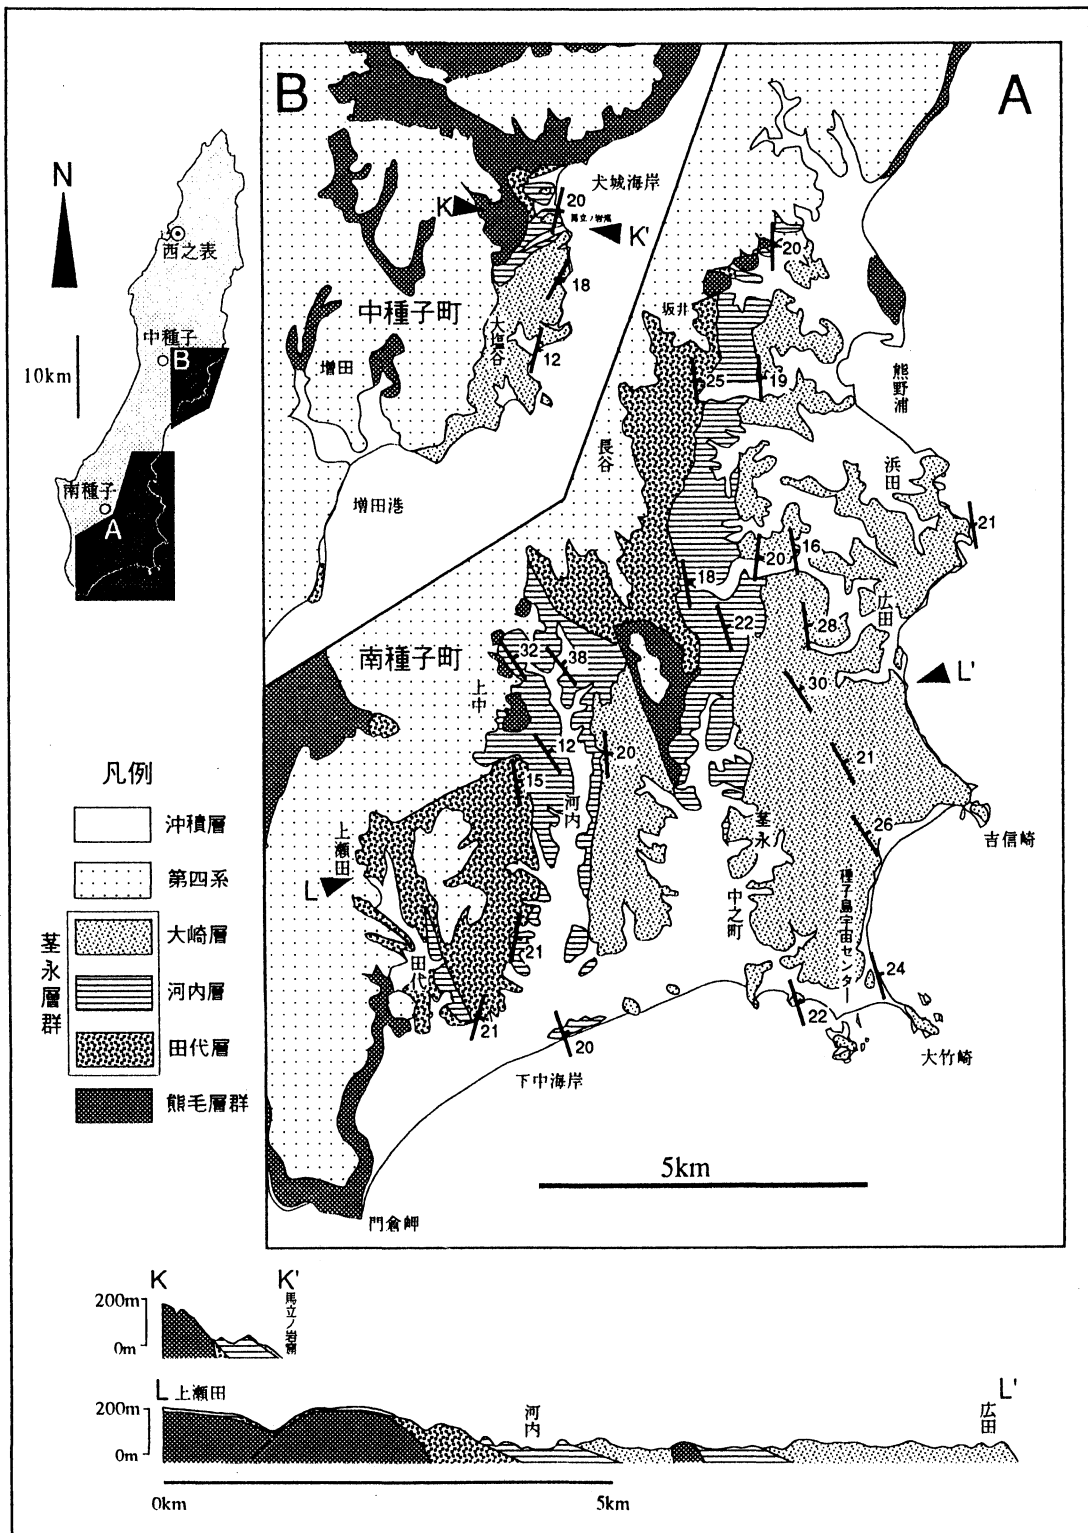 N
西之表
中種子
B
10km
南種子
A
B
A
犬城海岸
K
20
馬立ノ岩屋
K'
18
中種子町
大塩谷
12
増田
増田港
20
坂井
25
19
熊野浦
長谷
浜田
21
20
16
18
22
広田
28
南種子町
32
38
上中
30
L'
12
20
21
15
河内
茎永
26
吉信崎
上瀬田
L
中之町
種子島宇宙センター
21
田代
24
21
20
22
下中海岸
大竹崎
5km
門倉岬
凡例
沖積層
第四系
茎永層群
大崎層
河内層
田代層
熊毛層群
K
K'
200m
0m
馬立ノ岩屋
L
上瀬田
L'
200m
0m
河内
広田
0km
5km